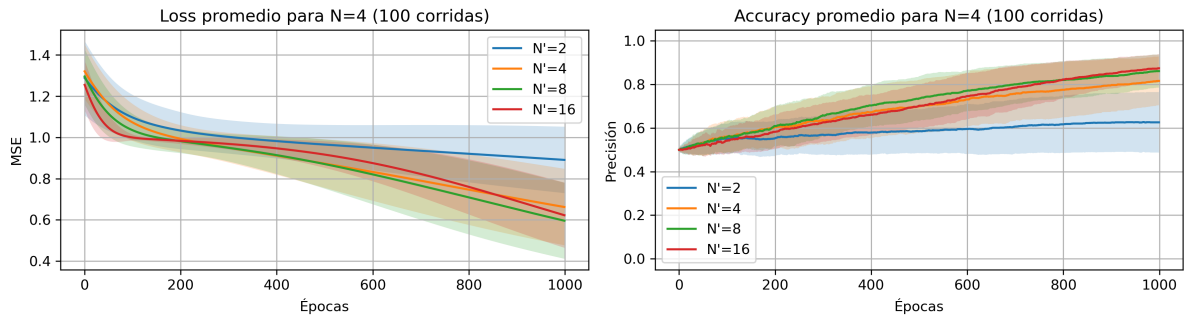 Loss promedio para N=4 (100 corridas)
1.4
1.2
1.0
0.8
0.6
0.4
MSE
0
200
400
600
800
1000
Épocas
N'=2
N'=4
N'=8
N'=16
Accuracy promedio para N=4 (100 corridas)
1.0
0.8
0.6
0.4
0.2
0.0
Precisión
0
200
400
600
800
1000
Épocas
N'=2
N'=4
N'=8
N'=16